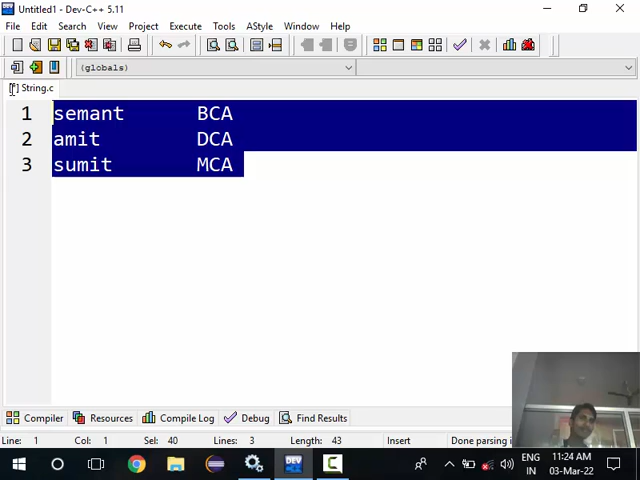 Untitled1 - Dev-C++ 5.11
File Edit Search View Project Execute Tools AStyle Window Help
(globals)
[*] String.c
1 semant BCA
2 amit DCA
3 sumit MCA
Compiler Resources Compile Log Debug Find Results
Line: 1 Col: 1 Sel: 40 Lines: 3 Length: 43 Insert Done parsing i
DEV
ENG 11:24 AM
IN 03-Mar-22